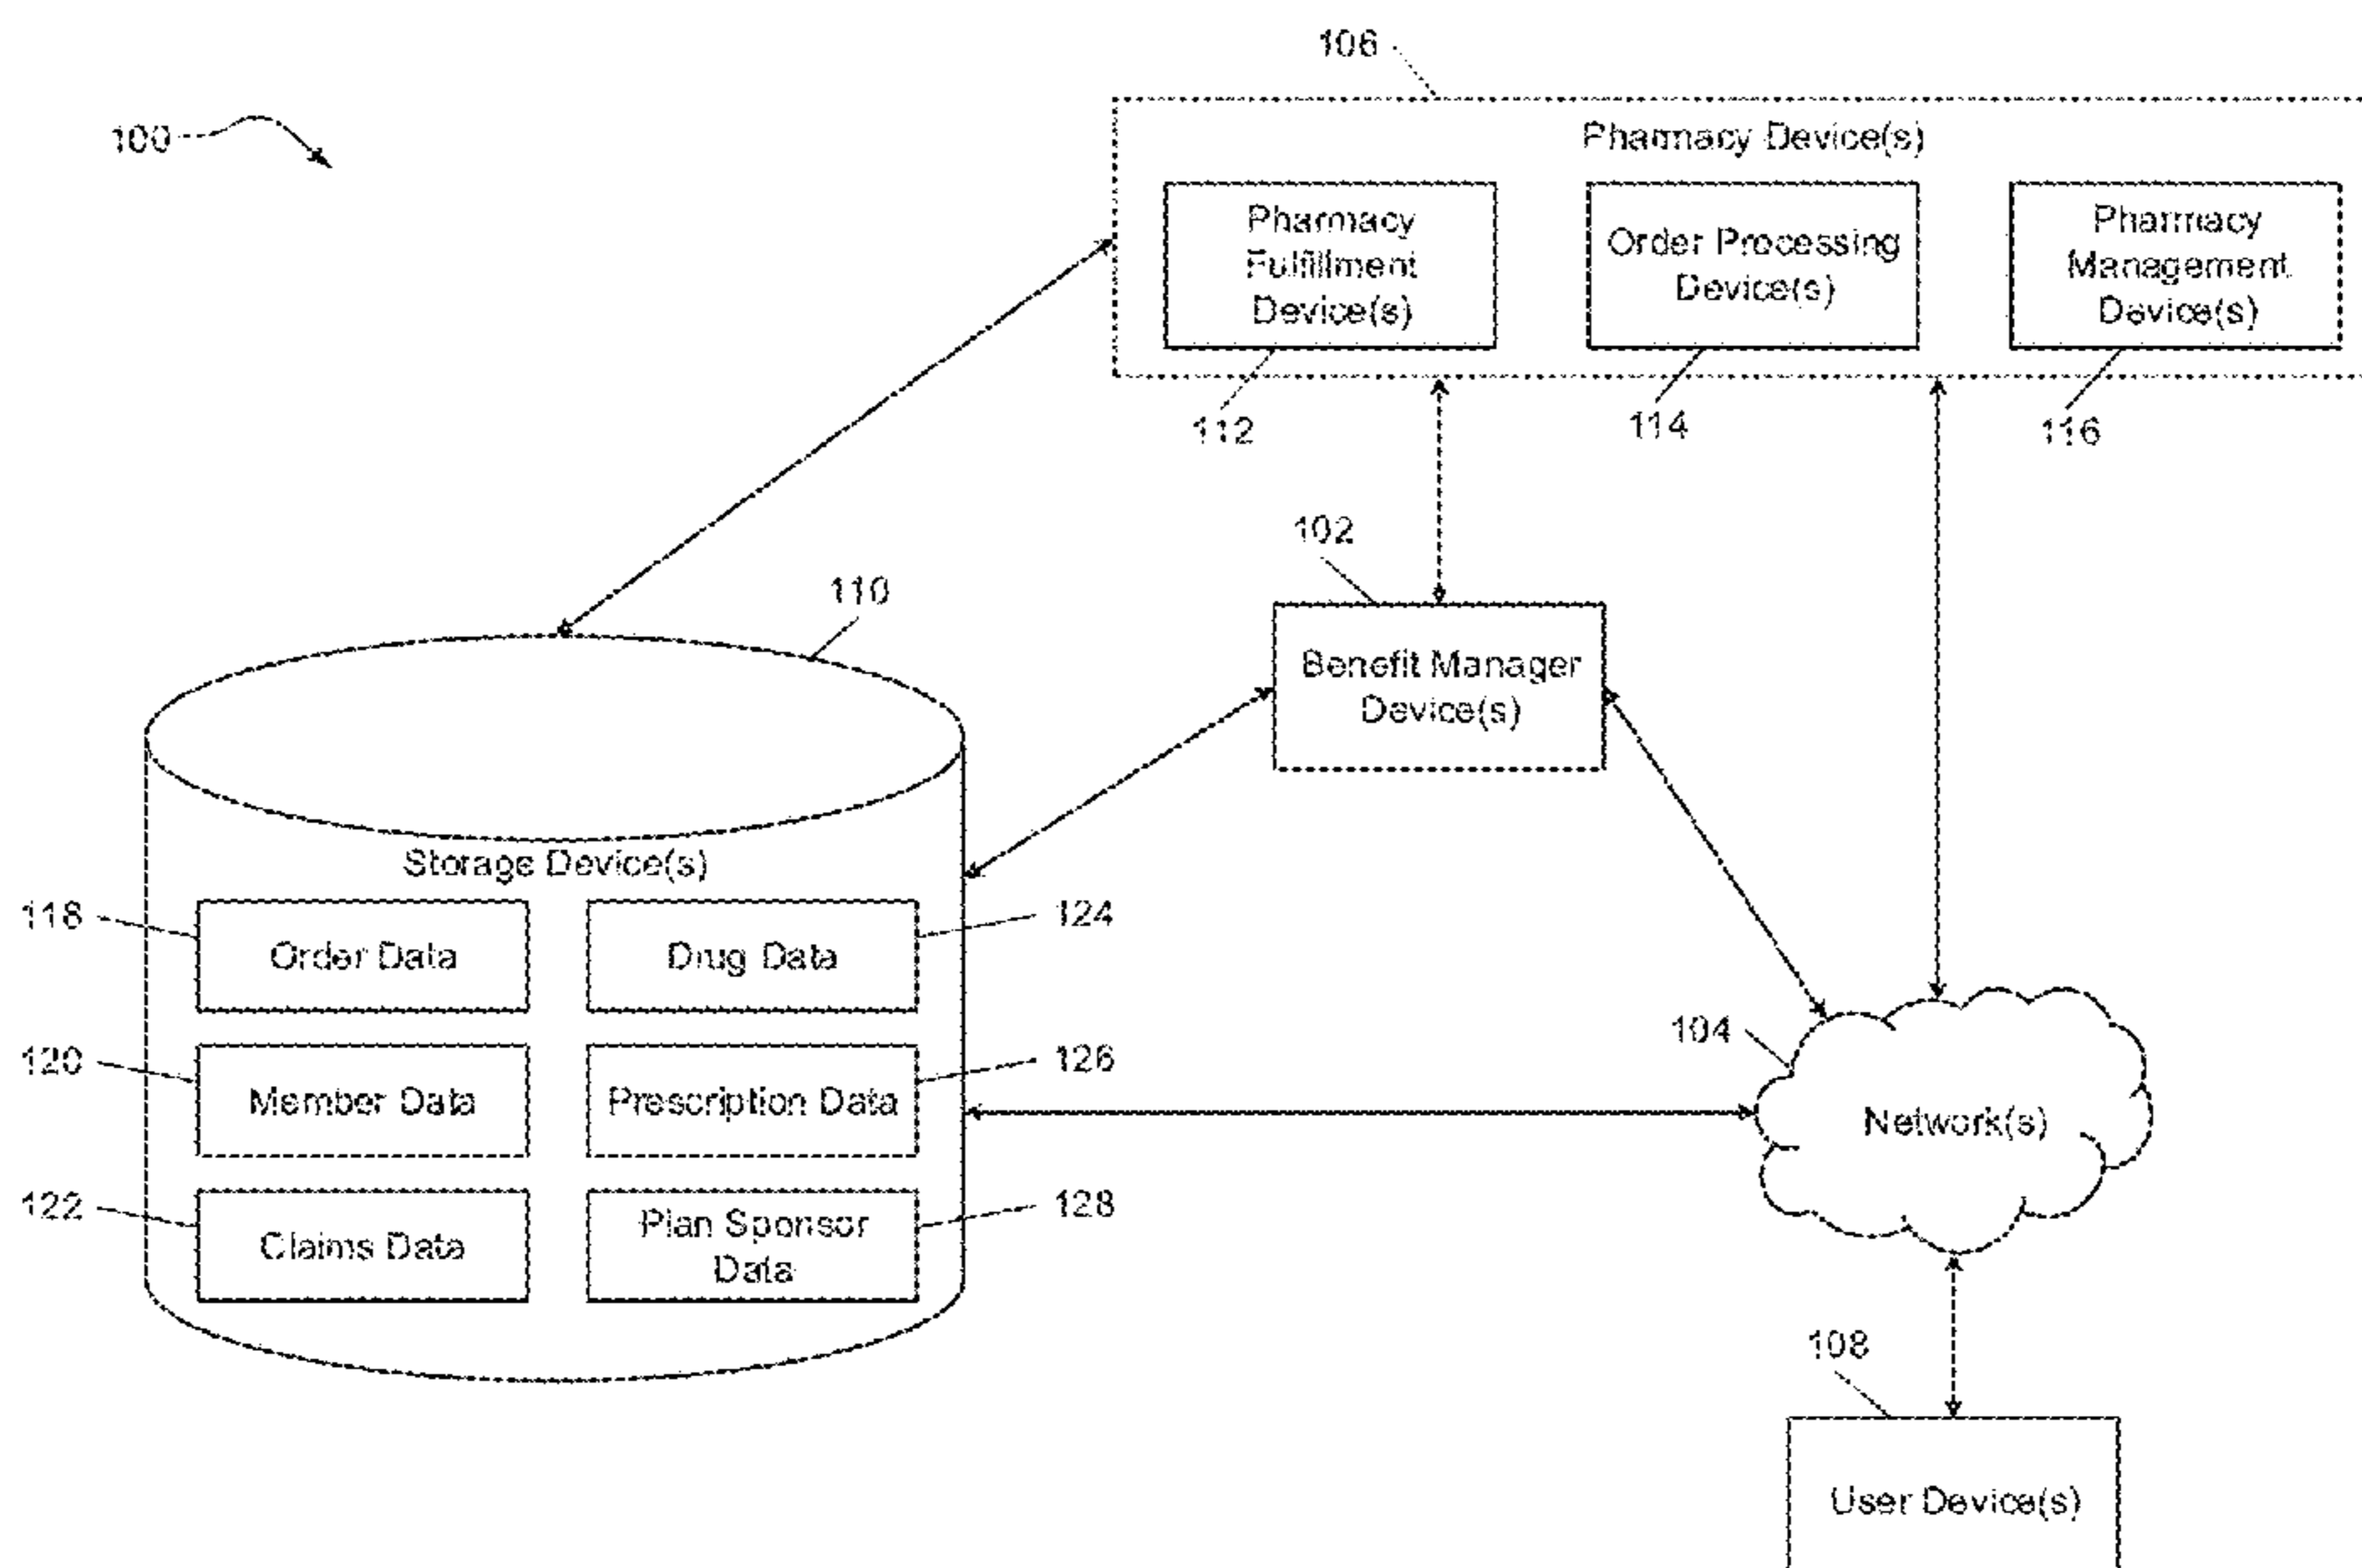 106
100
Pharmacy Device(s)
Pharmacy
Fulfillment
Device(s)
Order Processing
Device(s)
Pharmacy
Management
Device(s)
112
114
116
102
110
Benefit Manager
Device(s)
Storage Device(s)
118
Order Data
Drug Data
124
104
120
Member Data
Prescription Data
126
Network(s)
122
Claims Data
Plan Sponsor
Data
128
108
User Device(s)